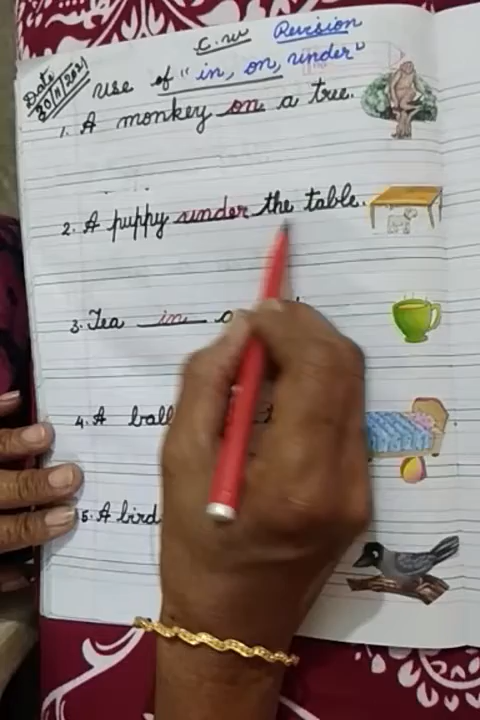 C.W Revision
Date
30/11/2021
Use of "in, on, under"
1. A monkey on a tree.
2. A puppy under the table.
3. Tea in a
4. A ball
5. A bird